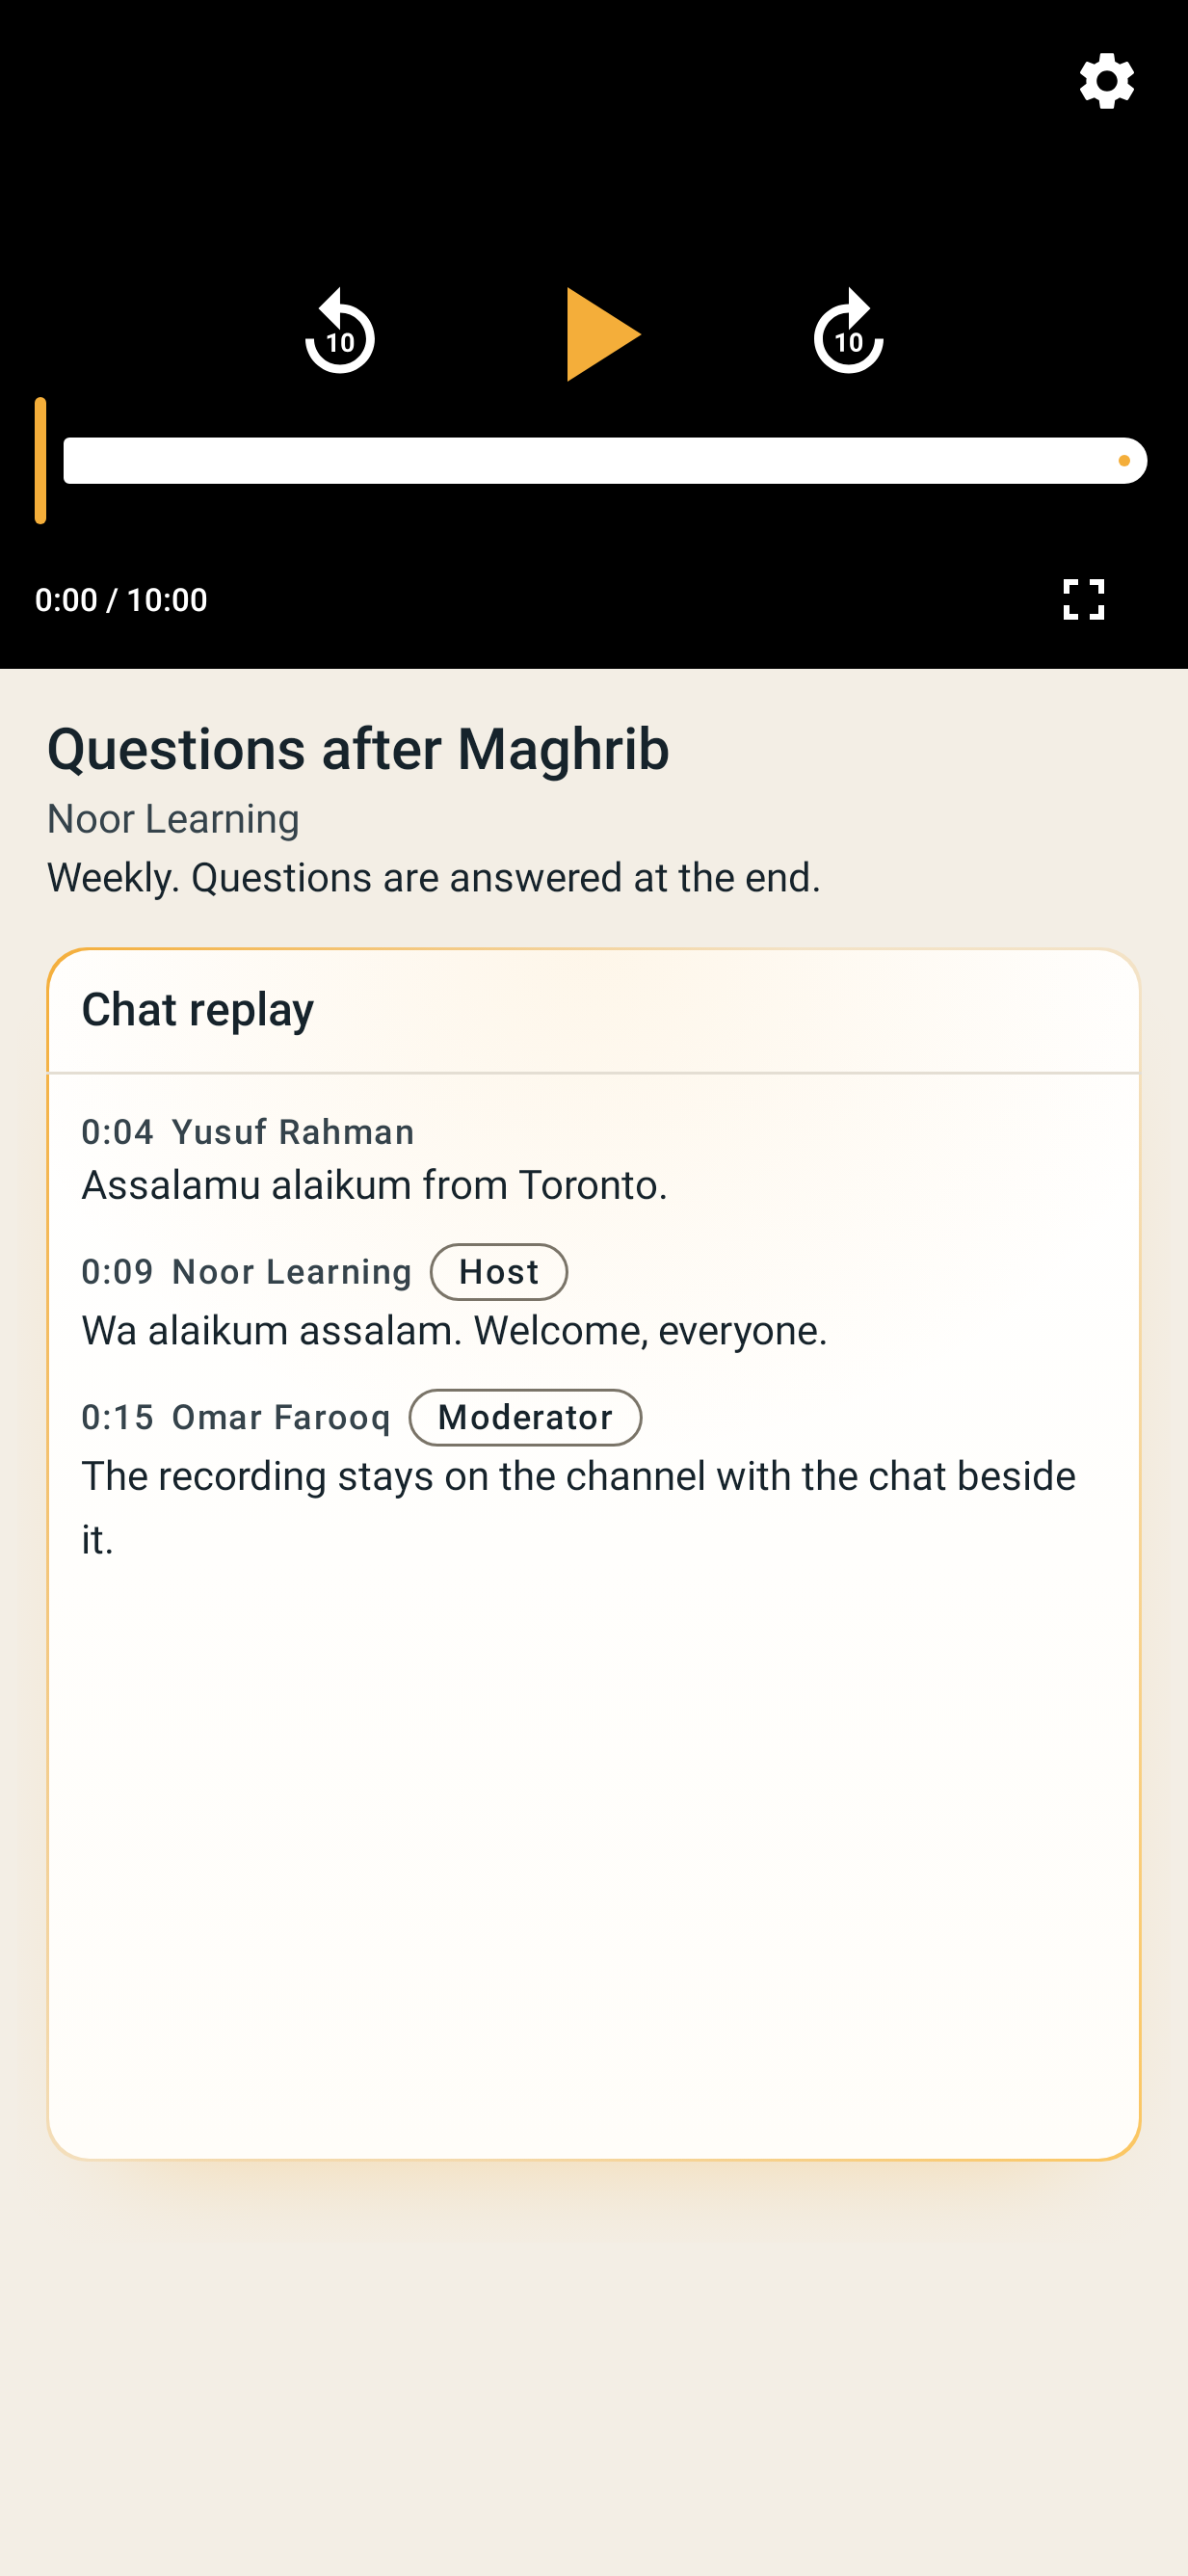 10
10
0:00 / 10:00
Questions after Maghrib
Noor Learning
Weekly. Questions are answered at the end.
Chat replay
0:04 Yusuf Rahman
Assalamu alaikum from Toronto.
0:09 Noor Learning Host
Wa alaikum assalam. Welcome, everyone.
0:15 Omar Farooq Moderator
The recording stays on the channel with the chat beside
it.